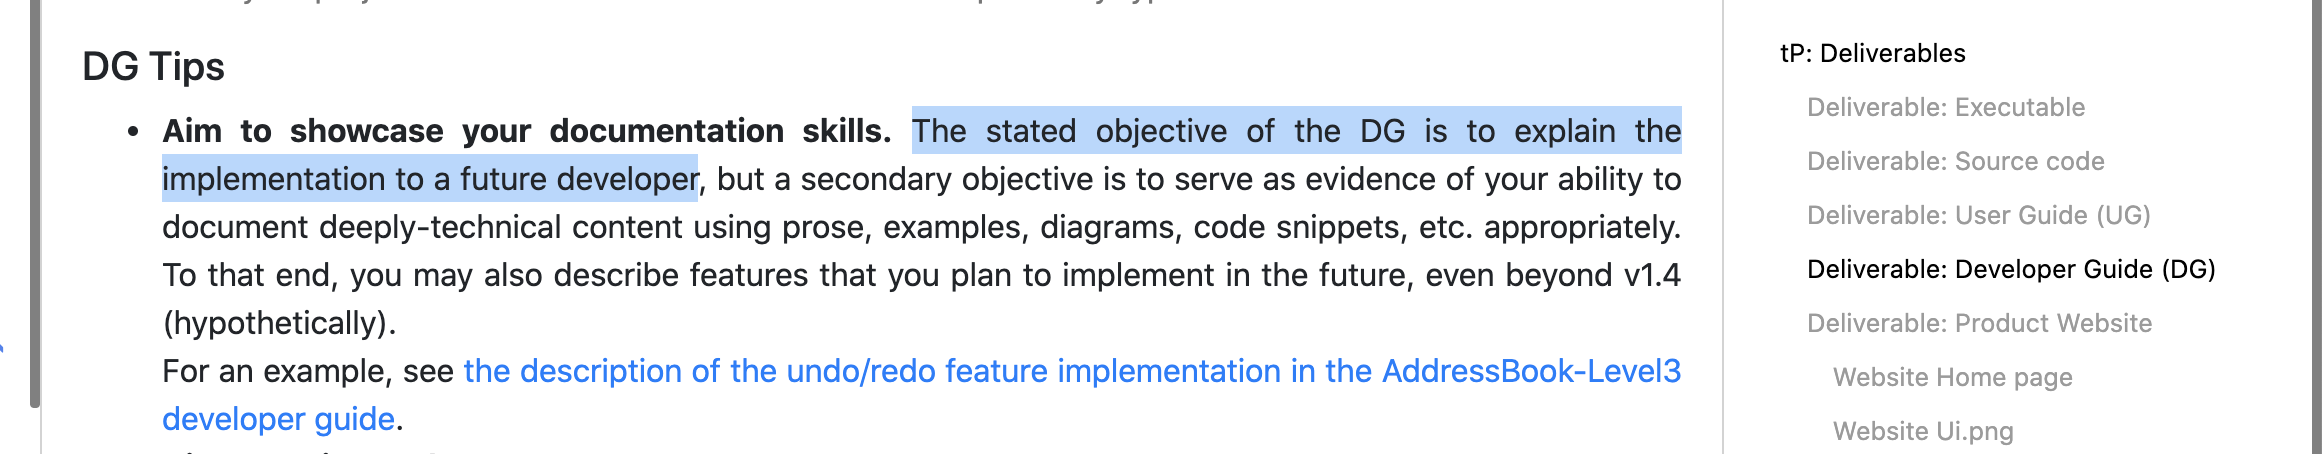 DG Tips
• Aim to showcase your documentation skills. The stated objective of the DG is to explain the
implementation to a future developer, but a secondary objective is to serve as evidence of your ability to
document deeply-technical content using prose, examples, diagrams, code snippets, etc. appropriately.
To that end, you may also describe features that you plan to implement in the future, even beyond v1.4
(hypothetically).
For an example, see the description of the undo/redo feature implementation in the AddressBook-Level3
developer guide.
tP: Deliverables
Deliverable: Executable
Deliverable: Source code
Deliverable: User Guide (UG)
Deliverable: Developer Guide (DG)
Deliverable: Product Website
Website Home page
Website Ui.png